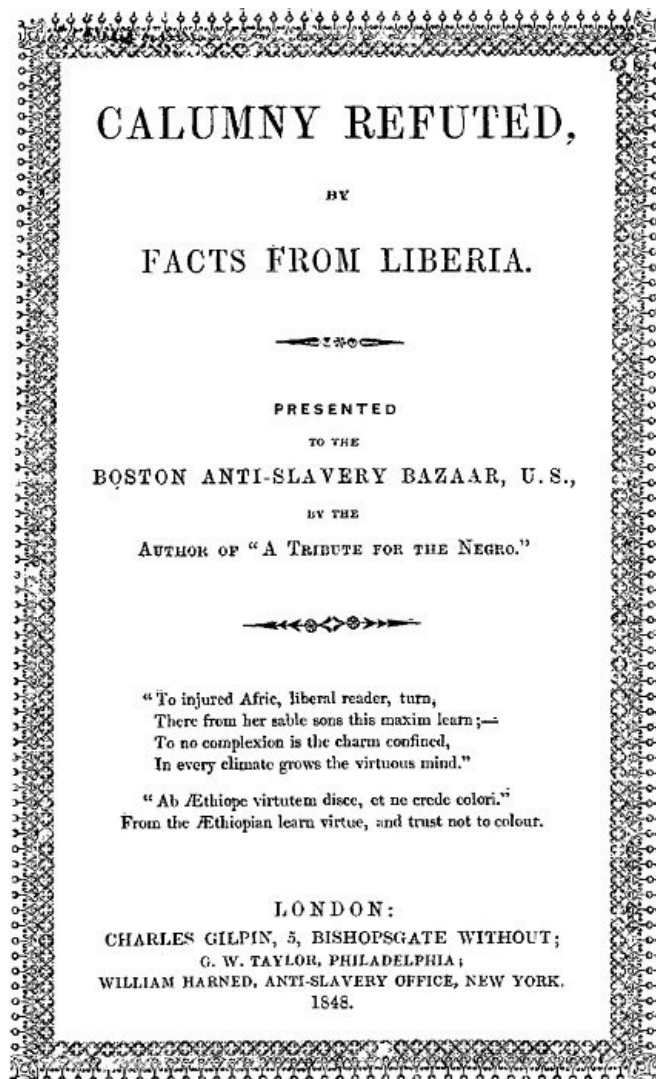 CALUMNY REFUTED,
BY
FACTS FROM LIBERIA.
PRESENTED
TO THE
BOSTON ANTI-SLAVERY BAZAAR, U.S.,
BY THE
AUTHOR OF "A TRIBUTE FOR THE NEGRO."
"To injured Afric, liberal reader, turn,
There from her sable sons this maxim learn;—
To no complexion is the charm confined,
In every climate grows the virtuous mind."
"Ab Æthiope virtutem disce, et ne crede colori."
From the Æthiopian learn virtue, and trust not to colour.
LONDON:
CHARLES GILPIN, 5, BISHOPSGATE WITHOUT;
G. W. TAYLOR, PHILADELPHIA;
WILLIAM HARNED, ANTI-SLAVERY OFFICE, NEW YORK.
1848.